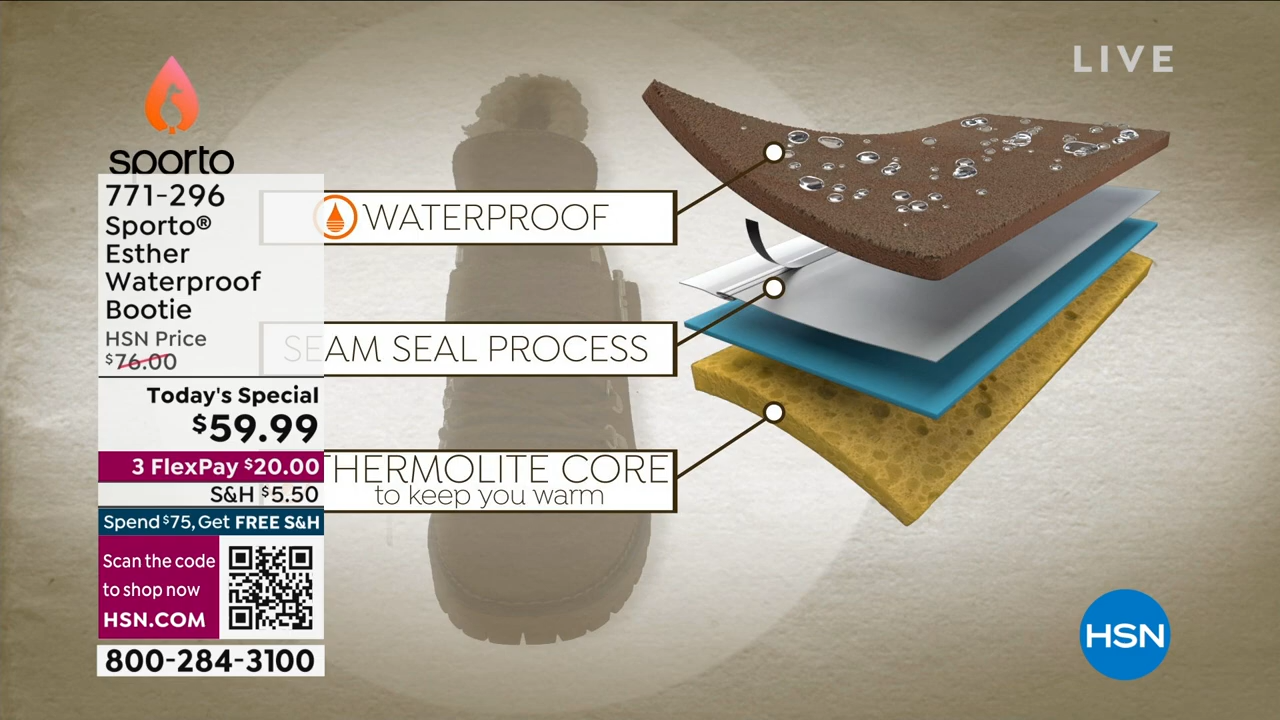 LIVE
sporto
771-296
Sporto®
Esther
Waterproof
Bootie
HSN Price
$76.00
Today's Special
$59.99
3 FlexPay $20.00
S&H $5.50
Spend $75, Get FREE S&H
Scan the code
to shop now
HSN.COM
800-284-3100
WATERPROOF
SEAM SEAL PROCESS
THERMOLITE CORE
to keep you warm
HSN